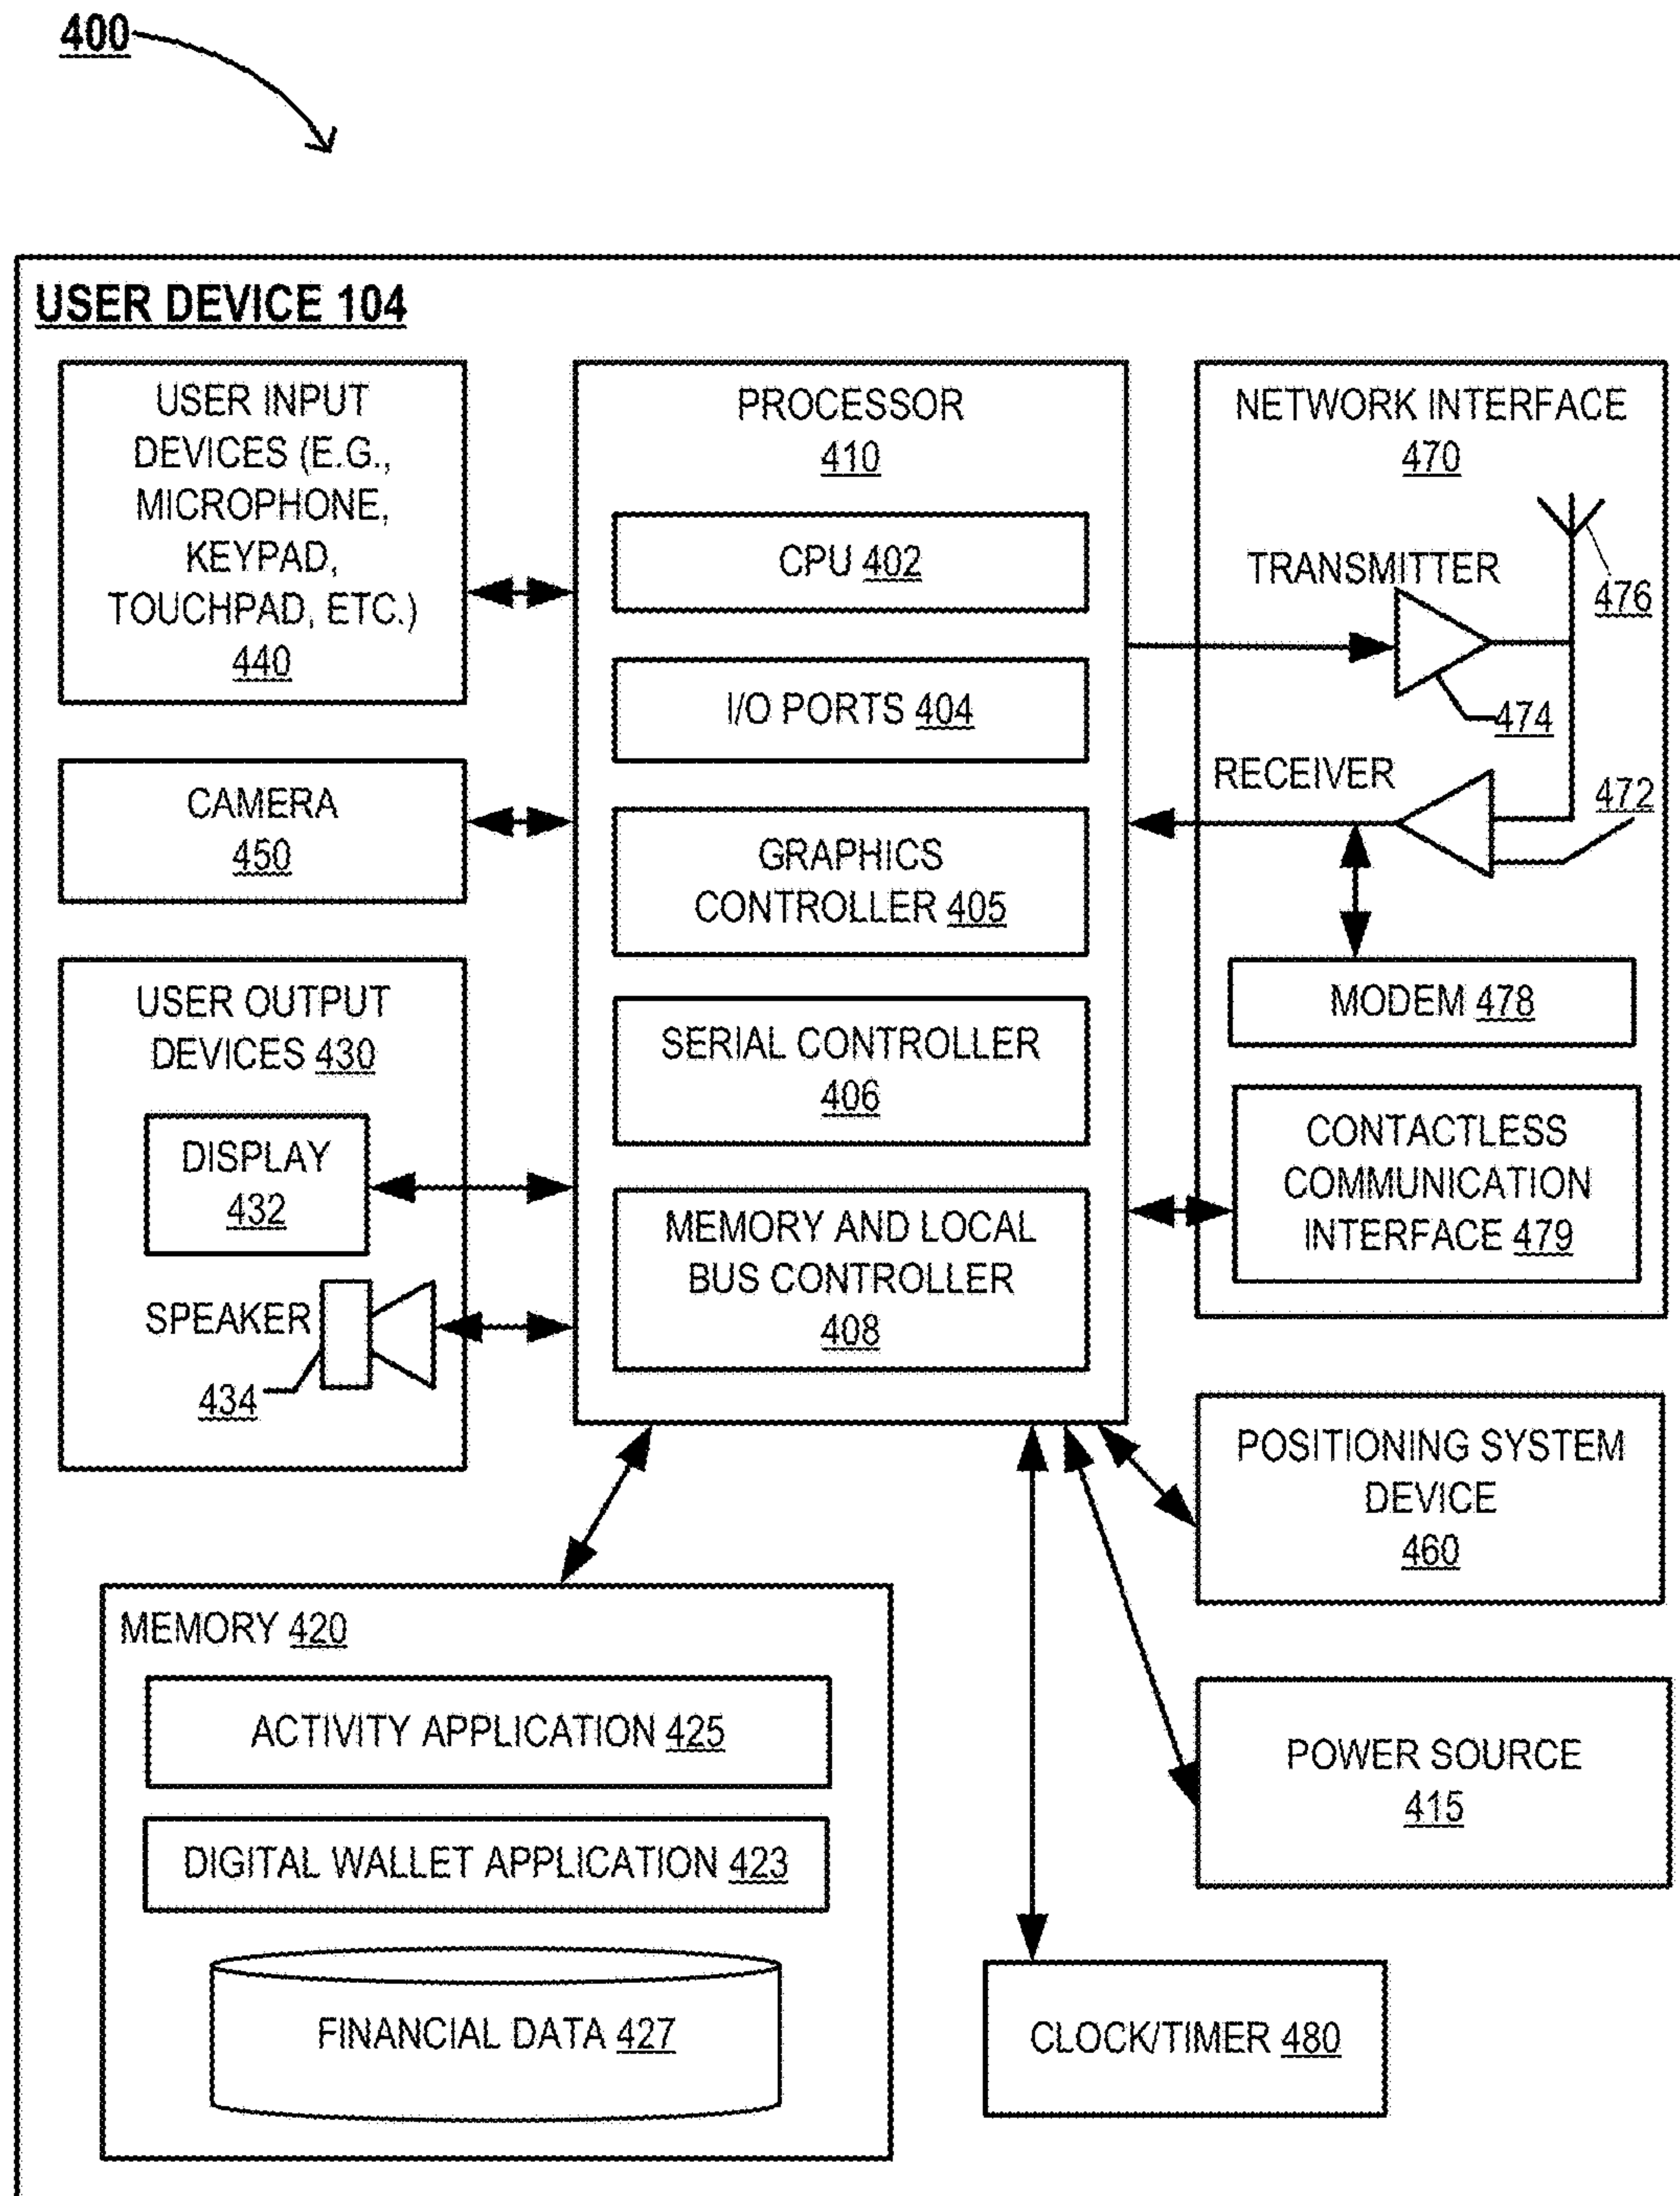 400
USER DEVICE 104
USER INPUT
DEVICES (E.G.,
MICROPHONE,
KEYPAD,
TOUCHPAD, ETC.)
440
CAMERA
450
USER OUTPUT
DEVICES 430
DISPLAY
432
SPEAKER
434
PROCESSOR
410
CPU 402
I/O PORTS 404
GRAPHICS
CONTROLLER 405
SERIAL CONTROLLER
406
MEMORY AND LOCAL
BUS CONTROLLER
408
NETWORK INTERFACE
470
TRANSMITTER
476
474
RECEIVER
472
MODEM 478
CONTACTLESS
COMMUNICATION
INTERFACE 479
POSITIONING SYSTEM
DEVICE
460
POWER SOURCE
415
MEMORY 420
ACTIVITY APPLICATION 425
DIGITAL WALLET APPLICATION 423
FINANCIAL DATA 427
CLOCK/TIMER 480